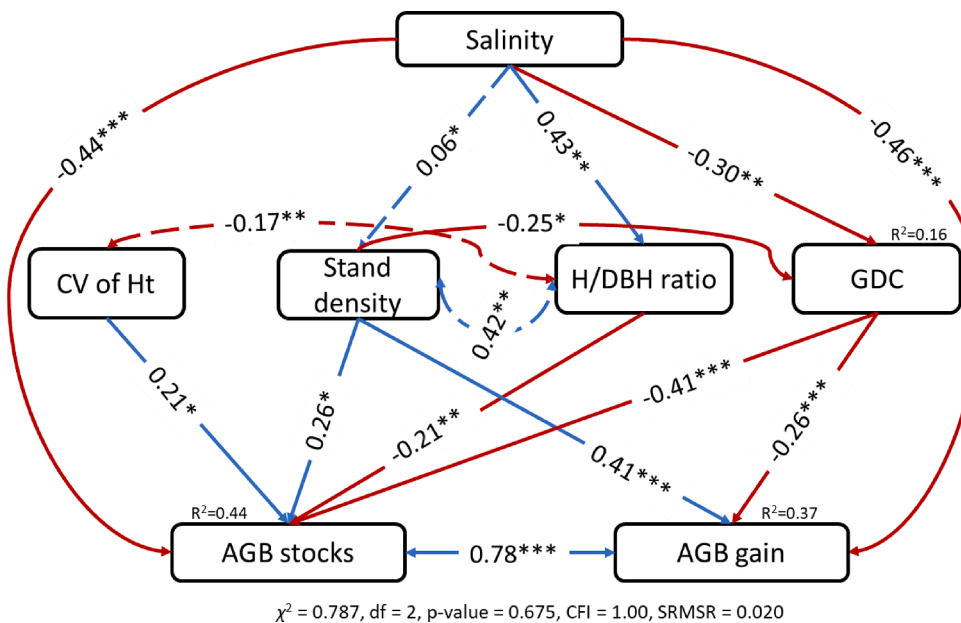 Salinity
-0.44***
0.06*
0.43**
-0.30**
-0.46***
-0.17**
-0.25*
R²=0.16
CV of Ht
Stand
density
H/DBH ratio
GDC
0.42**
0.21*
0.26*
-0.21**
-0.41***
0.41***
-0.26***
R²=0.44
R²=0.37
AGB stocks
0.78***
AGB gain
χ² = 0.787, df = 2, p-value = 0.675, CFI = 1.00, SRMSR = 0.020